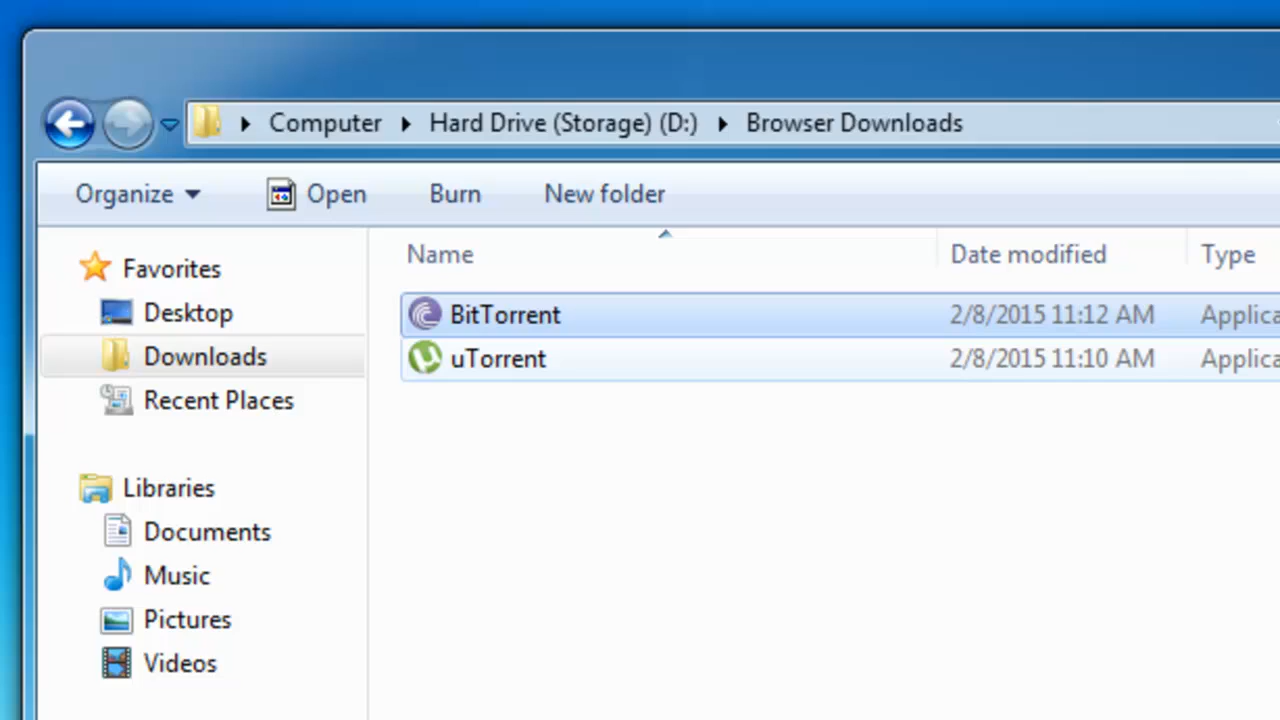 Computer Hard Drive (Storage) (D:) Browser Downloads
Organize Open Burn New folder
Name Date modified Type
Favorites
Desktop
Downloads
Recent Places
Libraries
Documents
Music
Pictures
Videos
BitTorrent 2/8/2015 11:12 AM Applica
uTorrent 2/8/2015 11:10 AM Applica